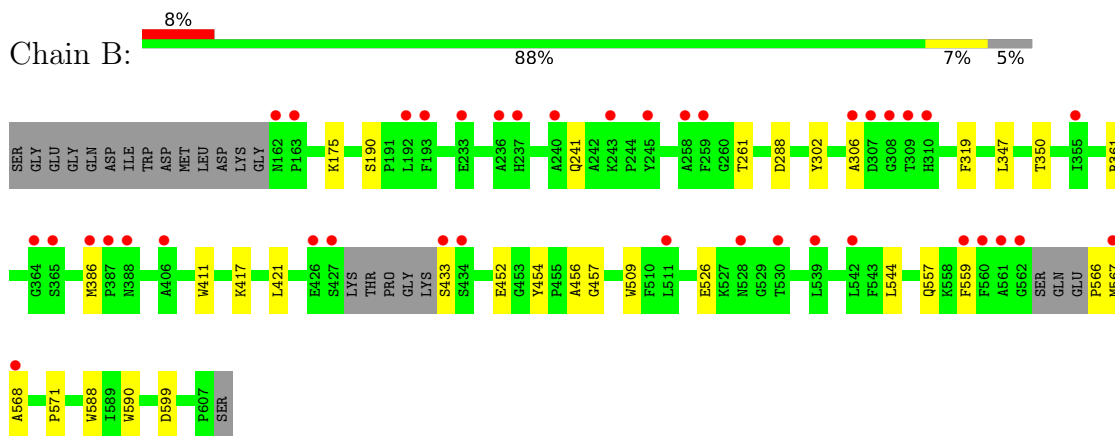 8%
Chain B:
88% 7% 5%
SER GLY GLU GLY GLN ILE TRP ASP MET LEU ASP LYS GLY N162 P163 K175 S190 P191 L192 F193 E233 A236 H237 A240 Q241 A242 K243 P244 Y245 A258 F259 G260 T261 D288 Y302 A306 D307 G308 T309 H310 F319 L347 T350 I355 R361
G364 S365 M386 P387 N388 A406 W411 K417 L421 E426 S427 LYS THR PRO GLY LYS S433 S434 E452 G453 Y454 P455 A456 G457 W509 F510 L511 E526 K527 N528 G529 T530 L539 L542 F543 L544 Q557 K558 F559 F560 A561 G562 SER GLN GLU P566 M567
A568 P571 W588 I589 W590 D599 P607 SER